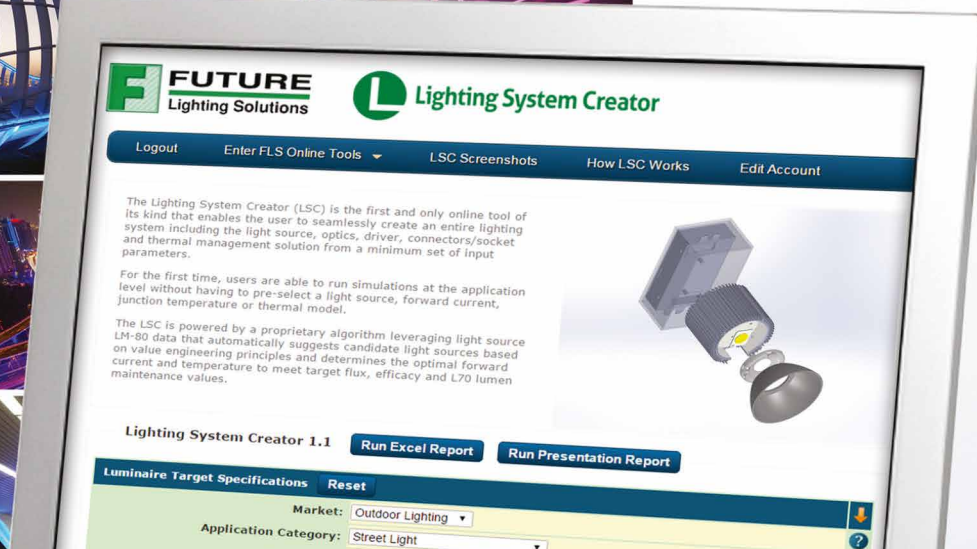 FUTURE
Lighting Solutions
Lighting System Creator
Logout Enter FLS Online Tools LSC Screenshots How LSC Works Edit Account
The Lighting System Creator (LSC) is the first and only online tool of
its kind that enables the user to seamlessly create an entire lighting
system including the light source, optics, driver, connectors/socket
and thermal management solution from a minimum set of input
parameters.
For the first time, users are able to run simulations at the application
level without having to pre-select a light source, forward current,
junction temperature or thermal model.
The LSC is powered by a proprietary algorithm leveraging light source
LM-80 data that automatically suggests candidate light sources based
on value engineering principles and determines the optimal forward
current and temperature to meet target flux, efficacy and L70 lumen
maintenance values.
Lighting System Creator 1.1 Run Excel Report Run Presentation Report
Luminaire Target Specifications Reset
Market: Outdoor Lighting
Application Category: Street Light ?